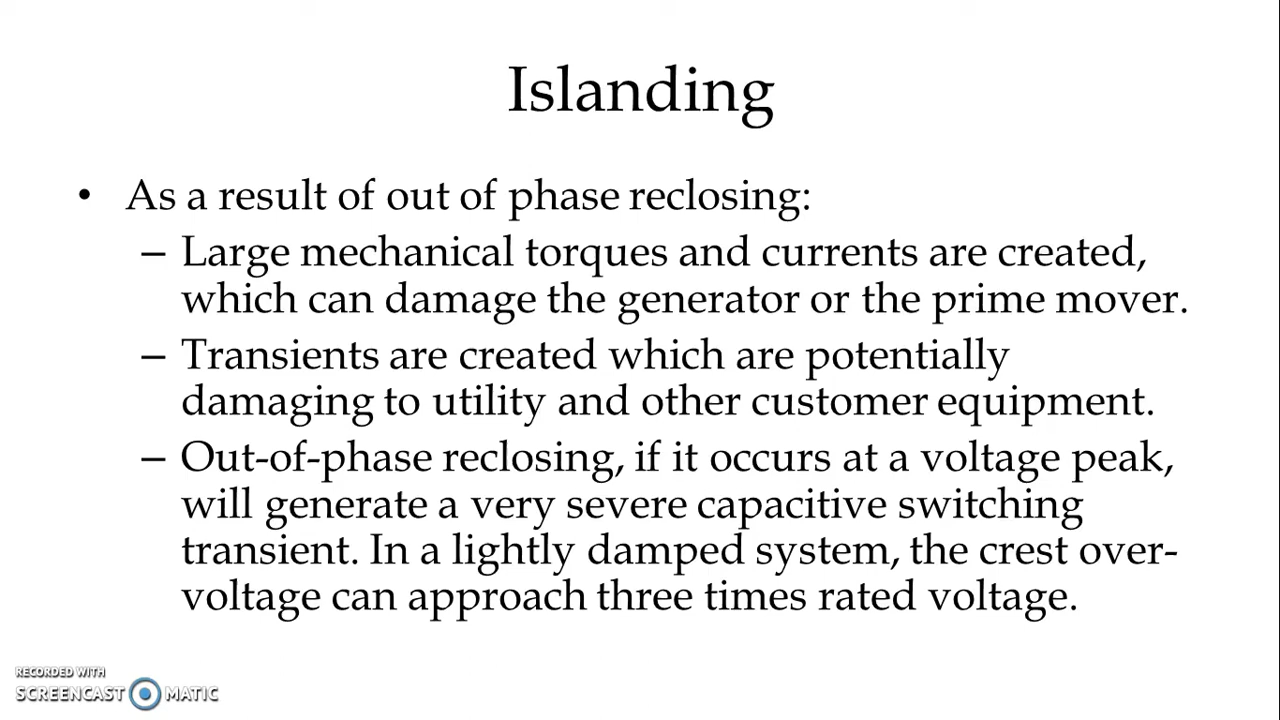 Islanding
• As a result of out of phase reclosing:
– Large mechanical torques and currents are created,
which can damage the generator or the prime mover.
– Transients are created which are potentially
damaging to utility and other customer equipment.
– Out-of-phase reclosing, if it occurs at a voltage peak,
will generate a very severe capacitive switching
transient. In a lightly damped system, the crest over-
voltage can approach three times rated voltage.
RECORDED WITH
SCREENCAST MATIC